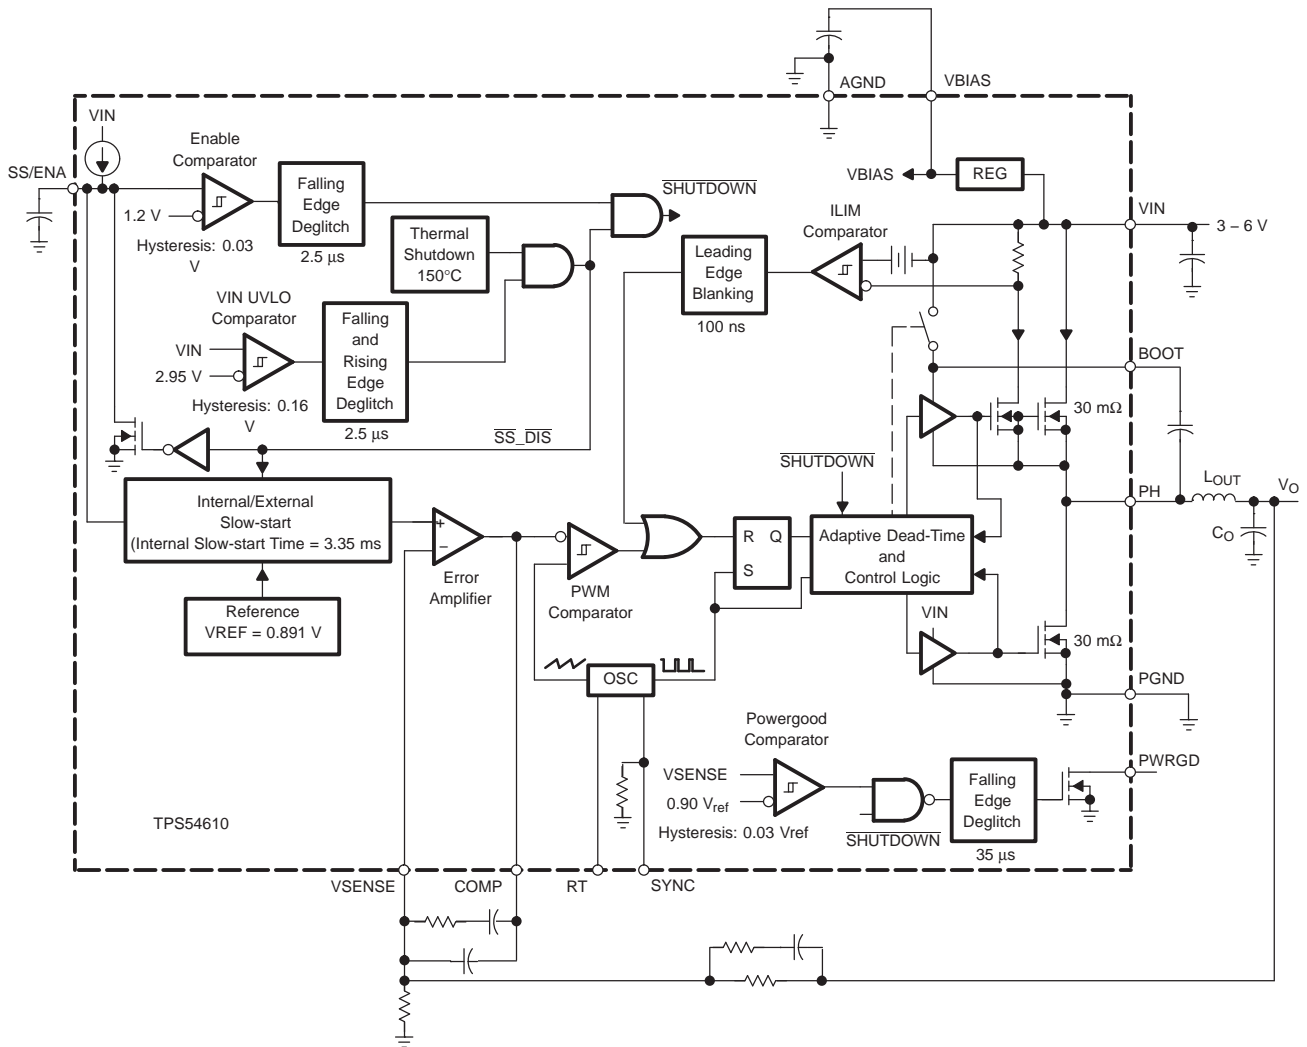 AGND
VBIAS
VIN
SS/ENA
Enable
Comparator
1.2 V
Hysteresis: 0.03
V
Falling
Edge
Deglitch
2.5 μs
Thermal
Shutdown
150°C
SHUTDOWN
VBIAS
REG
ILIM
Comparator
Leading
Edge
Blanking
100 ns
VIN
3 – 6 V
VIN UVLO
Comparator
VIN
2.95 V
Hysteresis: 0.16
V
Falling
and
Rising
Edge
Deglitch
2.5 μs
SS_DIS
BOOT
30 mΩ
SHUTDOWN
PH
LOUT
VO
CO
Internal/External
Slow-start
(Internal Slow-start Time = 3.35 ms
Reference
VREF = 0.891 V
+
−
Error
Amplifier
PWM
Comparator
R Q
S
Adaptive Dead-Time
and
Control Logic
VIN
30 mΩ
OSC
PGND
Powergood
Comparator
VSENSE
0.90 Vref
Hysteresis: 0.03 Vref
SHUTDOWN
Falling
Edge
Deglitch
35 μs
PWRGD
TPS54610
VSENSE
COMP
RT
SYNC